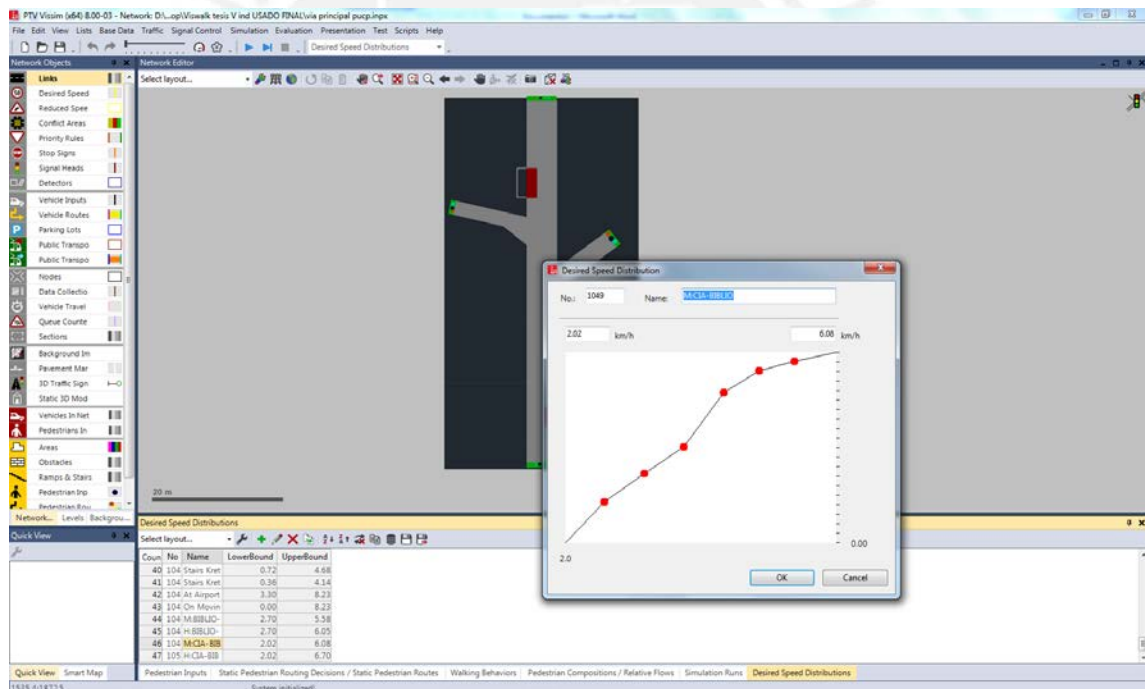 PTV Vissim (x64) 8.00-03 - Network: D:\...op\Viswalk tesis V ind USADO FINAL\via principal pucp.inpx
File Edit View Lists Base Data Traffic Signal Control Simulation Evaluation Presentation Test Scripts Help
Desired Speed Distributions
Network Objects
Network Editor
Select layout...
Links
Desired Speed
Reduced Spee
Conflict Areas
Priority Rules
Stop Signs
Signal Heads
Detectors
Vehicle Inputs
Vehicle Routes
Parking Lots
Public Transpo
Public Transpo
Nodes
Data Collectio
Vehicle Travel
Queue Counte
Sections
Background Im
Pavement Mar
3D Traffic Sign
Static 3D Mod
Vehicles In Net
Pedestrians In
Areas
Obstacles
Ramps & Stairs
Pedestrian Inp
Pedestrian Rou
20 m
Desired Speed Distribution
No.: 1049 Name: M:CIA-BIBLIO
2.02 km/h 6.08 km/h
0.00
2.0
OK Cancel
Network... Levels Backgrou...
Quick View
Desired Speed Distributions
Select layout...
Coun No Name LowerBound UpperBound
40 104 Stairs Kret 0.72 4.68
41 104 Stairs Kret 0.36 4.14
42 104 At Airport 3.30 8.23
43 104 On Movin 0.00 8.23
44 104 M:BIBLIO- 2.70 5.58
45 104 H:BIBLIO- 2.70 6.05
46 104 M:CIA-BIB 2.02 6.08
47 105 H:CIA-BIB 2.02 6.70
Quick View Smart Map
Pedestrian Inputs Static Pedestrian Routing Decisions / Static Pedestrian Routes Walking Behaviors Pedestrian Compositions / Relative Flows Simulation Runs Desired Speed Distributions
System initialized!